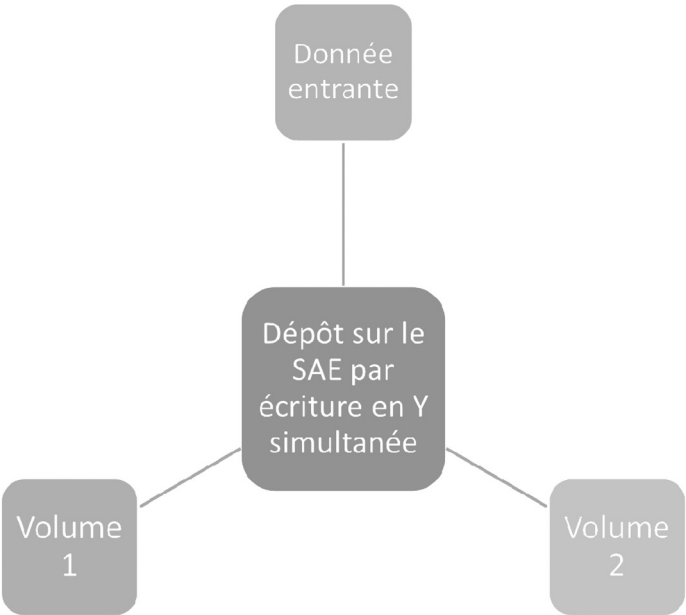 Donnée
entrante
Dépôt sur le
SAE par
écriture en Y
simultanée
Volume
1
Volume
2